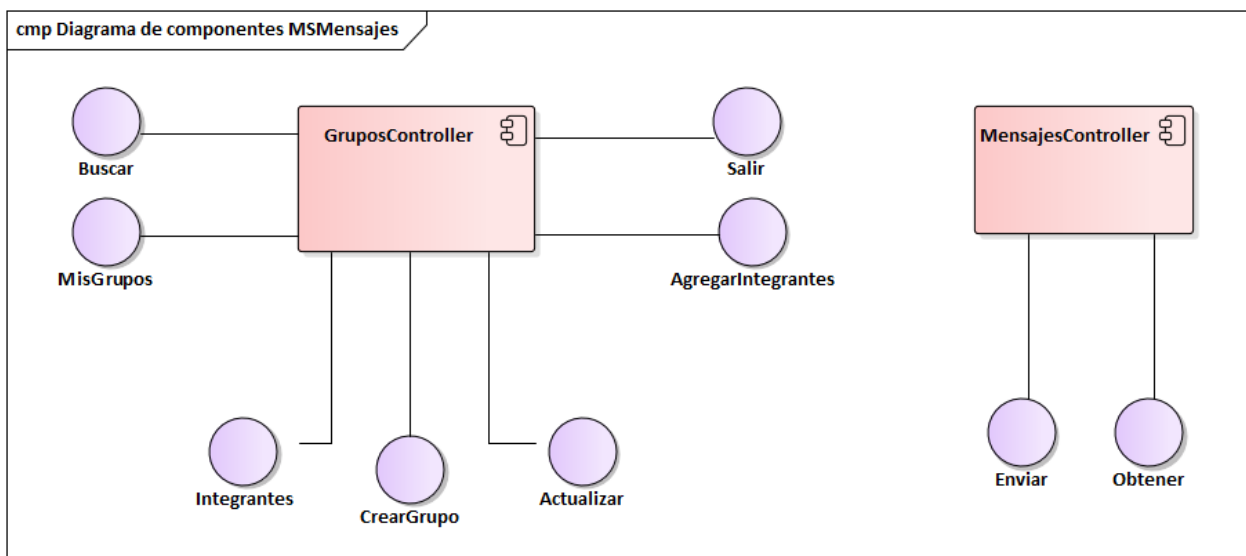 cmp Diagrama de componentes MSMensajes
GruposController
MensajesController
Buscar
Salir
MisGrupos
AgregarIntegrantes
Integrantes
CrearGrupo
Actualizar
Enviar
Obtener